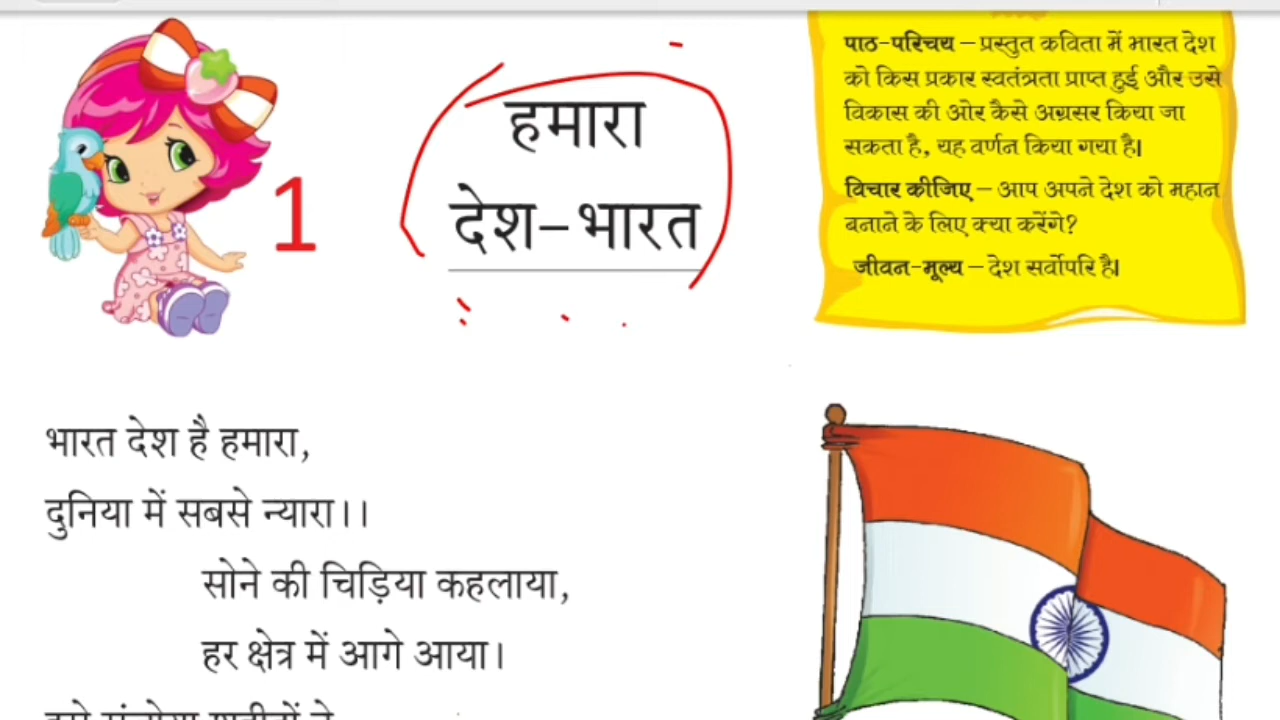 1
हमारा
देश–भारत
पाठ-परिचय – प्रस्तुत कविता में भारत देश
को किस प्रकार स्वतंत्रता प्राप्त हुई और उसे
विकास की ओर कैसे अग्रसर किया जा
सकता है, यह वर्णन किया गया है।
विचार कीजिए – आप अपने देश को महान
बनाने के लिए क्या करेंगे?
जीवन-मूल्य – देश सर्वोपरि है।
भारत देश है हमारा,
दुनिया में सबसे न्यारा।।
सोने की चिड़िया कहलाया,
हर क्षेत्र में आगे आया।